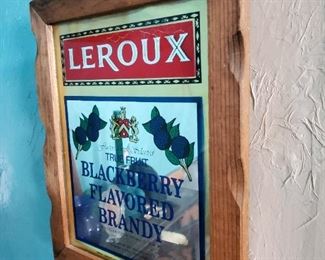 LEROUX
TRUE FRUIT
BLACKBERRY
FLAVORED
BRANDY